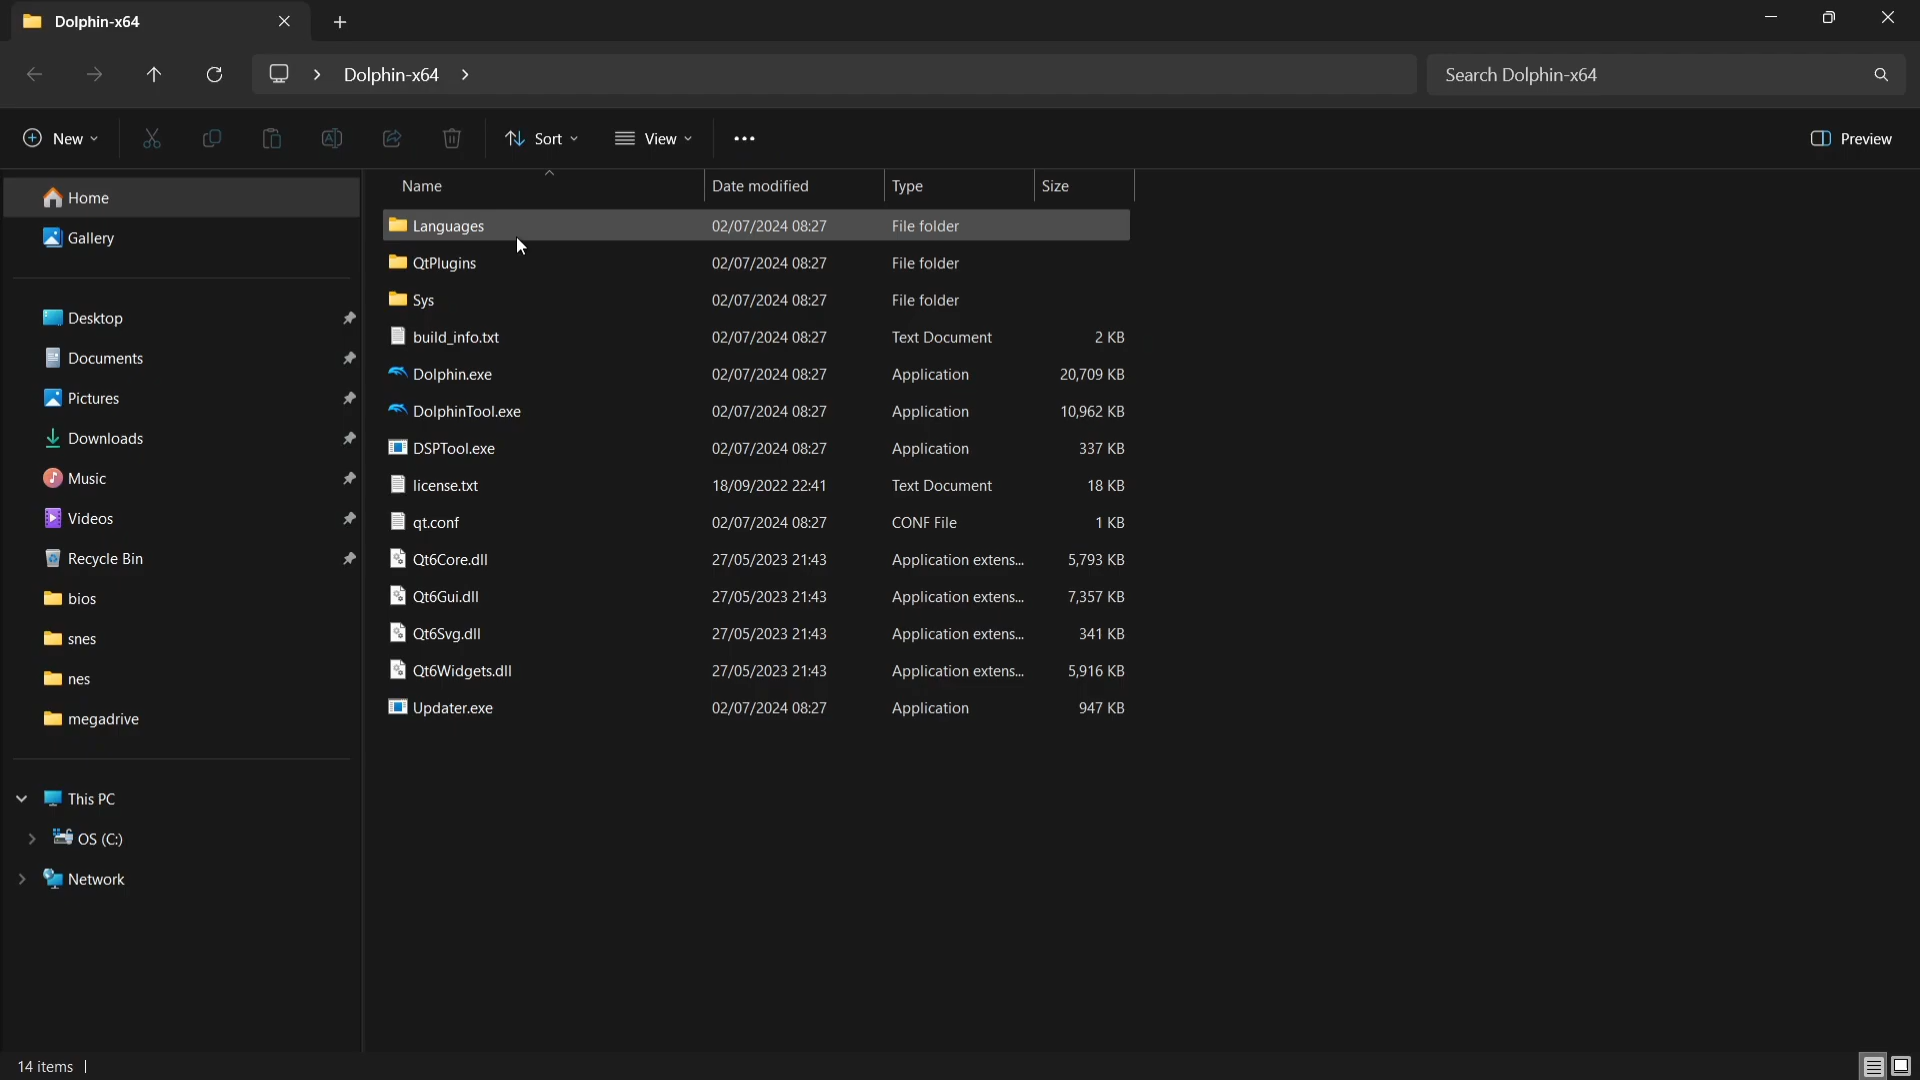 Dolphin-x64
Dolphin-x64
Search Dolphin-x64
New
Sort
View
Preview
Home
Gallery
Desktop
Documents
Pictures
Downloads
Music
Videos
Recycle Bin
bios
snes
nes
megadrive
This PC
OS (C:)
Network
Name Date modified Type Size
Languages 02/07/2024 08:27 File folder
QtPlugins 02/07/2024 08:27 File folder
Sys 02/07/2024 08:27 File folder
build_info.txt 02/07/2024 08:27 Text Document 2 KB
Dolphin.exe 02/07/2024 08:27 Application 20,709 KB
DolphinTool.exe 02/07/2024 08:27 Application 10,962 KB
DSPTool.exe 02/07/2024 08:27 Application 337 KB
license.txt 18/09/2022 22:41 Text Document 18 KB
qt.conf 02/07/2024 08:27 CONF File 1 KB
Qt6Core.dll 27/05/2023 21:43 Application extens... 5,793 KB
Qt6Gui.dll 27/05/2023 21:43 Application extens... 7,357 KB
Qt6Svg.dll 27/05/2023 21:43 Application extens... 341 KB
Qt6Widgets.dll 27/05/2023 21:43 Application extens... 5,916 KB
Updater.exe 02/07/2024 08:27 Application 947 KB
14 items